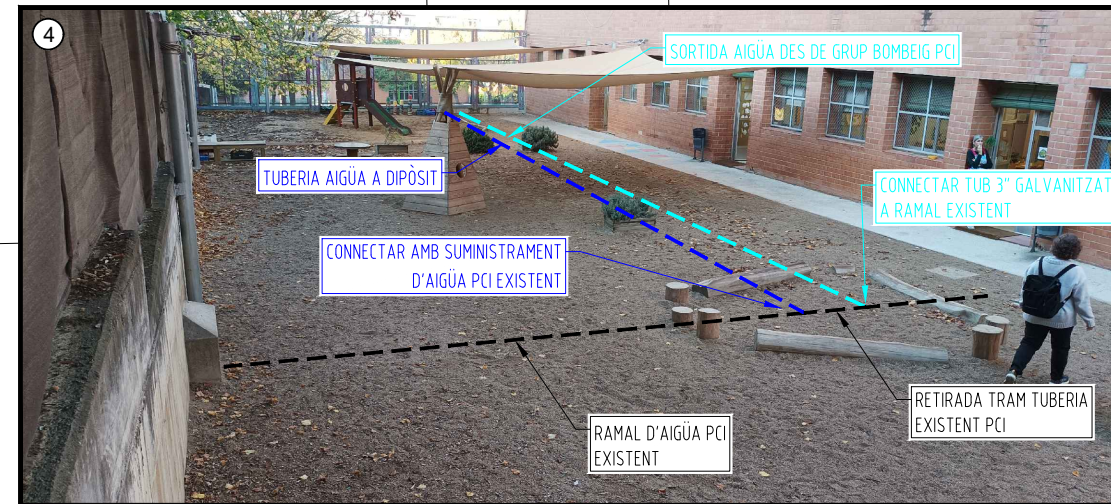 4
SORTIDA AIGÜA DES DE GRUP BOMBEIG PCI
TUBERIA AIGÜA A DIPÒSIT
CONNECTAR TUB 3" GALVANITZAT
A RAMAL EXISTENT
CONNECTAR AMB SUMINISTRAMENT
D'AIGÜA PCI EXISTENT
RETIRADA TRAM TUBERIA
EXISTENT PCI
RAMAL D'AIGÜA PCI
EXISTENT